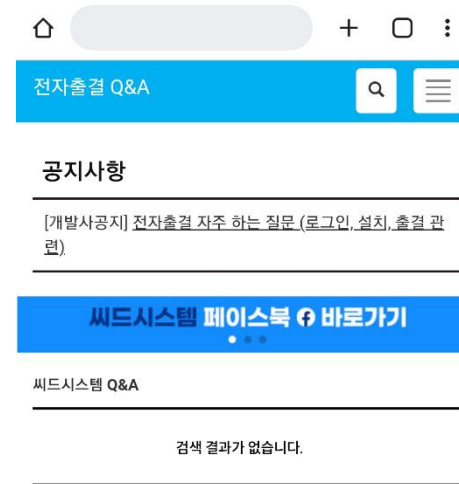 전자출결 Q&A
공지사항
[개발사공지] 전자출결 자주 하는 질문 (로그인, 설치, 출결 관
련)
씨드시스템 페이스북 바로가기
씨드시스템 Q&A
검색 결과가 없습니다.